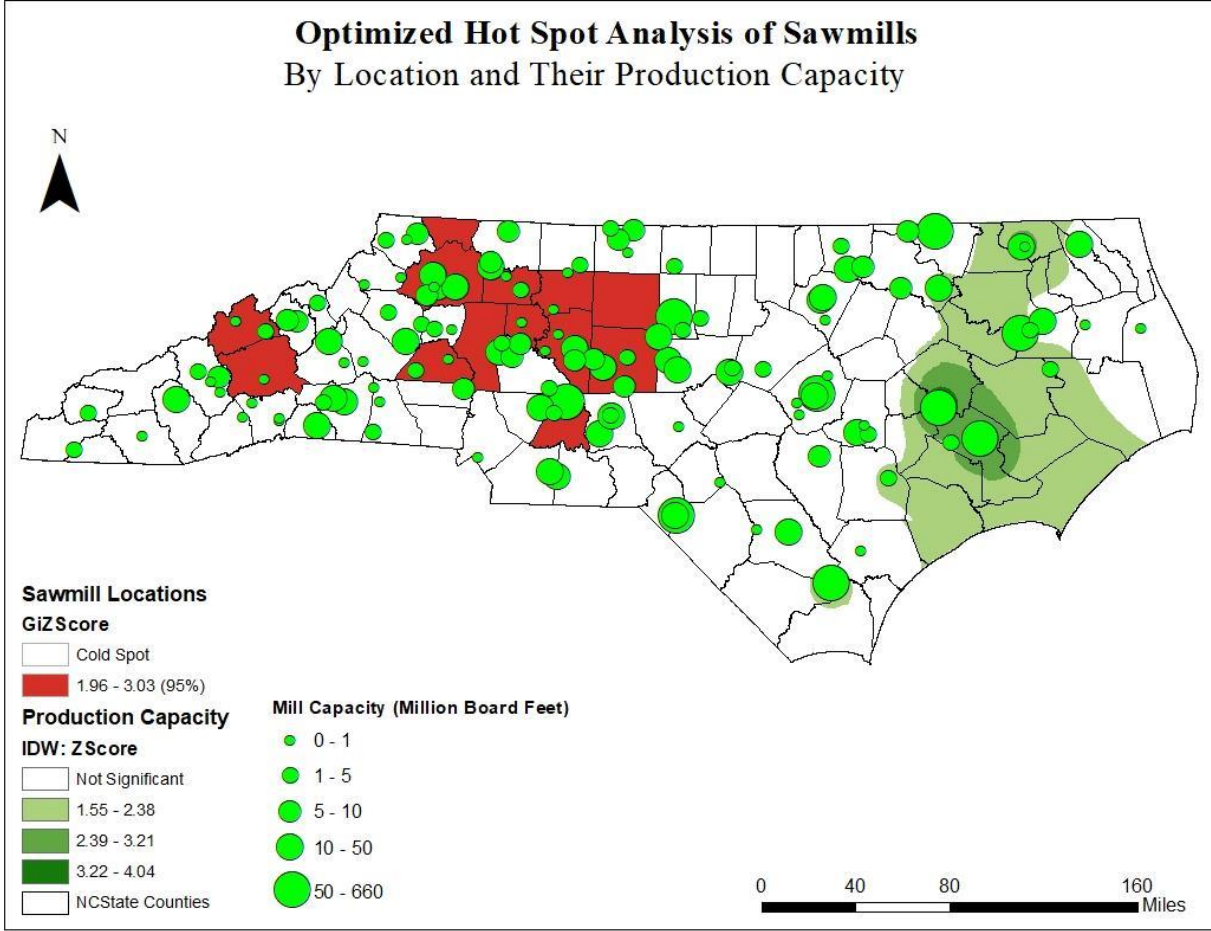 Optimized Hot Spot Analysis of Sawmills
By Location and Their Production Capacity
N
Sawmill Locations
GiZScore
Cold Spot
1.96 - 3.03 (95%)
Production Capacity
IDW: ZScore
Not Significant
1.55 - 2.38
2.39 - 3.21
3.22 - 4.04
NCState Counties
Mill Capacity (Million Board Feet)
0 - 1
1 - 5
5 - 10
10 - 50
50 - 660
0 40 80 160
Miles